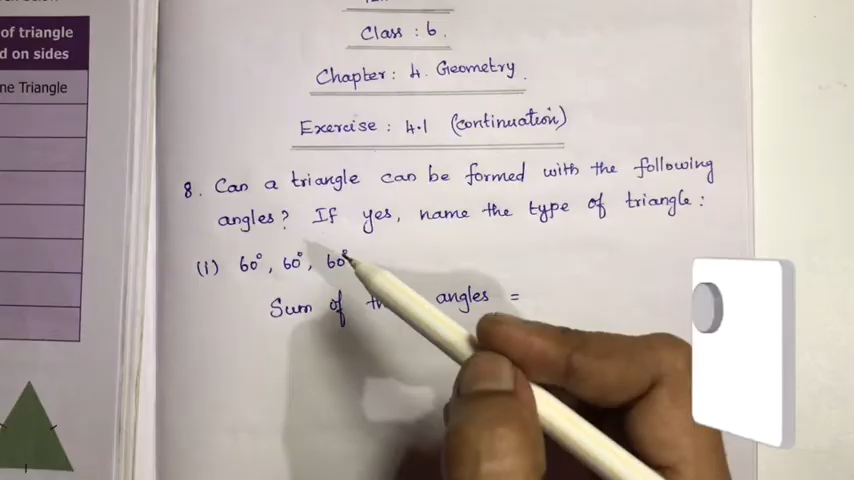 of triangle
d on sides
ne Triangle
Class : 6.
Chapter : 4. Geometry.
Exercise : 4.1 (continuation)
8. Can a triangle can be formed with the following
angles? If yes, name the type of triangle :
(i) 60°, 60°, 60°
Sum of angles =